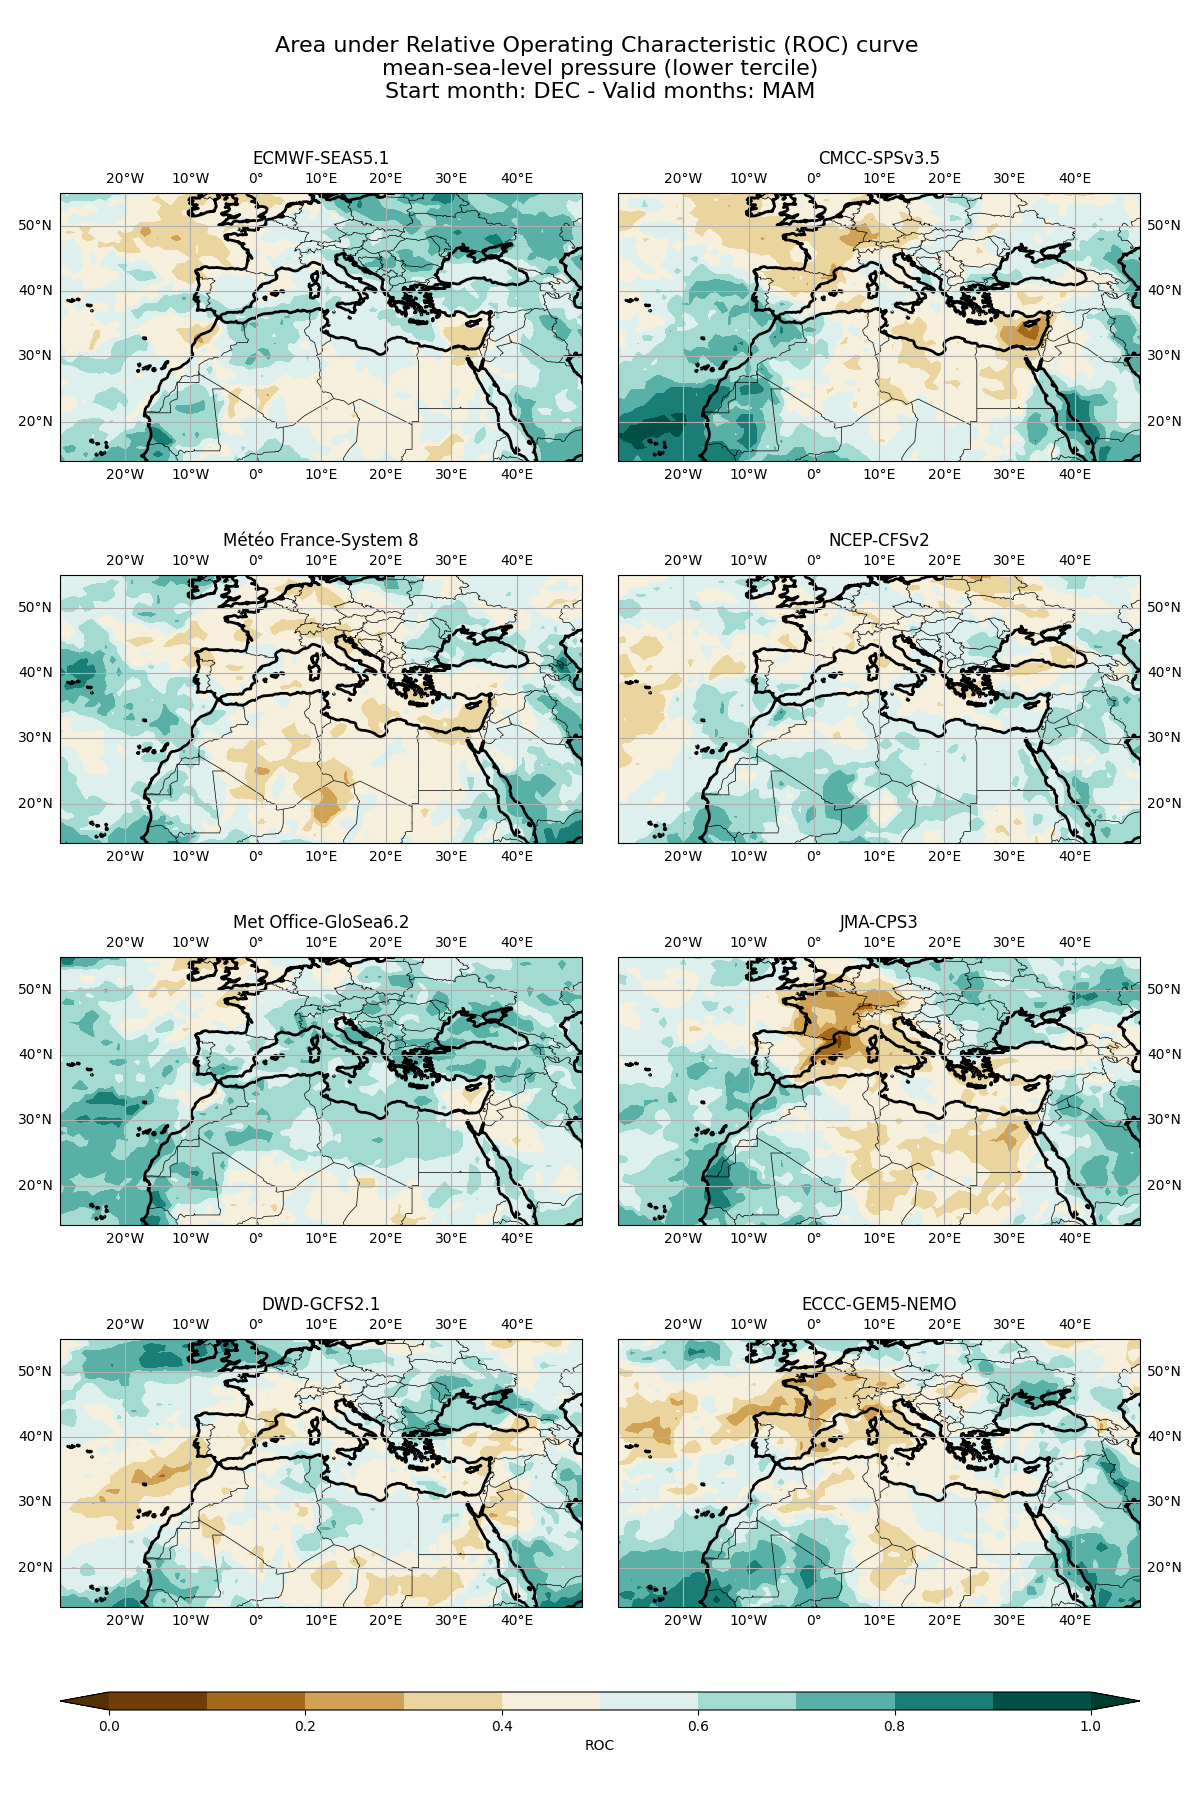 Area under Relative Operating Characteristic (ROC) curve
mean-sea-level pressure (lower tercile)
Start month: DEC - Valid months: MAM
ECMWF-SEAS5.1
20°W 10°W 0° 10°E 20°E 30°E 40°E
50°N
40°N
30°N
20°N
20°W 10°W 0° 10°E 20°E 30°E 40°E
CMCC-SPSv3.5
20°W 10°W 0° 10°E 20°E 30°E 40°E
50°N
40°N
30°N
20°N
20°W 10°W 0° 10°E 20°E 30°E 40°E
Météo France-System 8
20°W 10°W 0° 10°E 20°E 30°E 40°E
50°N
40°N
30°N
20°N
20°W 10°W 0° 10°E 20°E 30°E 40°E
NCEP-CFSv2
20°W 10°W 0° 10°E 20°E 30°E 40°E
50°N
40°N
30°N
20°N
20°W 10°W 0° 10°E 20°E 30°E 40°E
Met Office-GloSea6.2
20°W 10°W 0° 10°E 20°E 30°E 40°E
50°N
40°N
30°N
20°N
20°W 10°W 0° 10°E 20°E 30°E 40°E
JMA-CPS3
20°W 10°W 0° 10°E 20°E 30°E 40°E
50°N
40°N
30°N
20°N
20°W 10°W 0° 10°E 20°E 30°E 40°E
DWD-GCFS2.1
20°W 10°W 0° 10°E 20°E 30°E 40°E
50°N
40°N
30°N
20°N
20°W 10°W 0° 10°E 20°E 30°E 40°E
ECCC-GEM5-NEMO
20°W 10°W 0° 10°E 20°E 30°E 40°E
50°N
40°N
30°N
20°N
20°W 10°W 0° 10°E 20°E 30°E 40°E
0.0 0.2 0.4 0.6 0.8 1.0
ROC